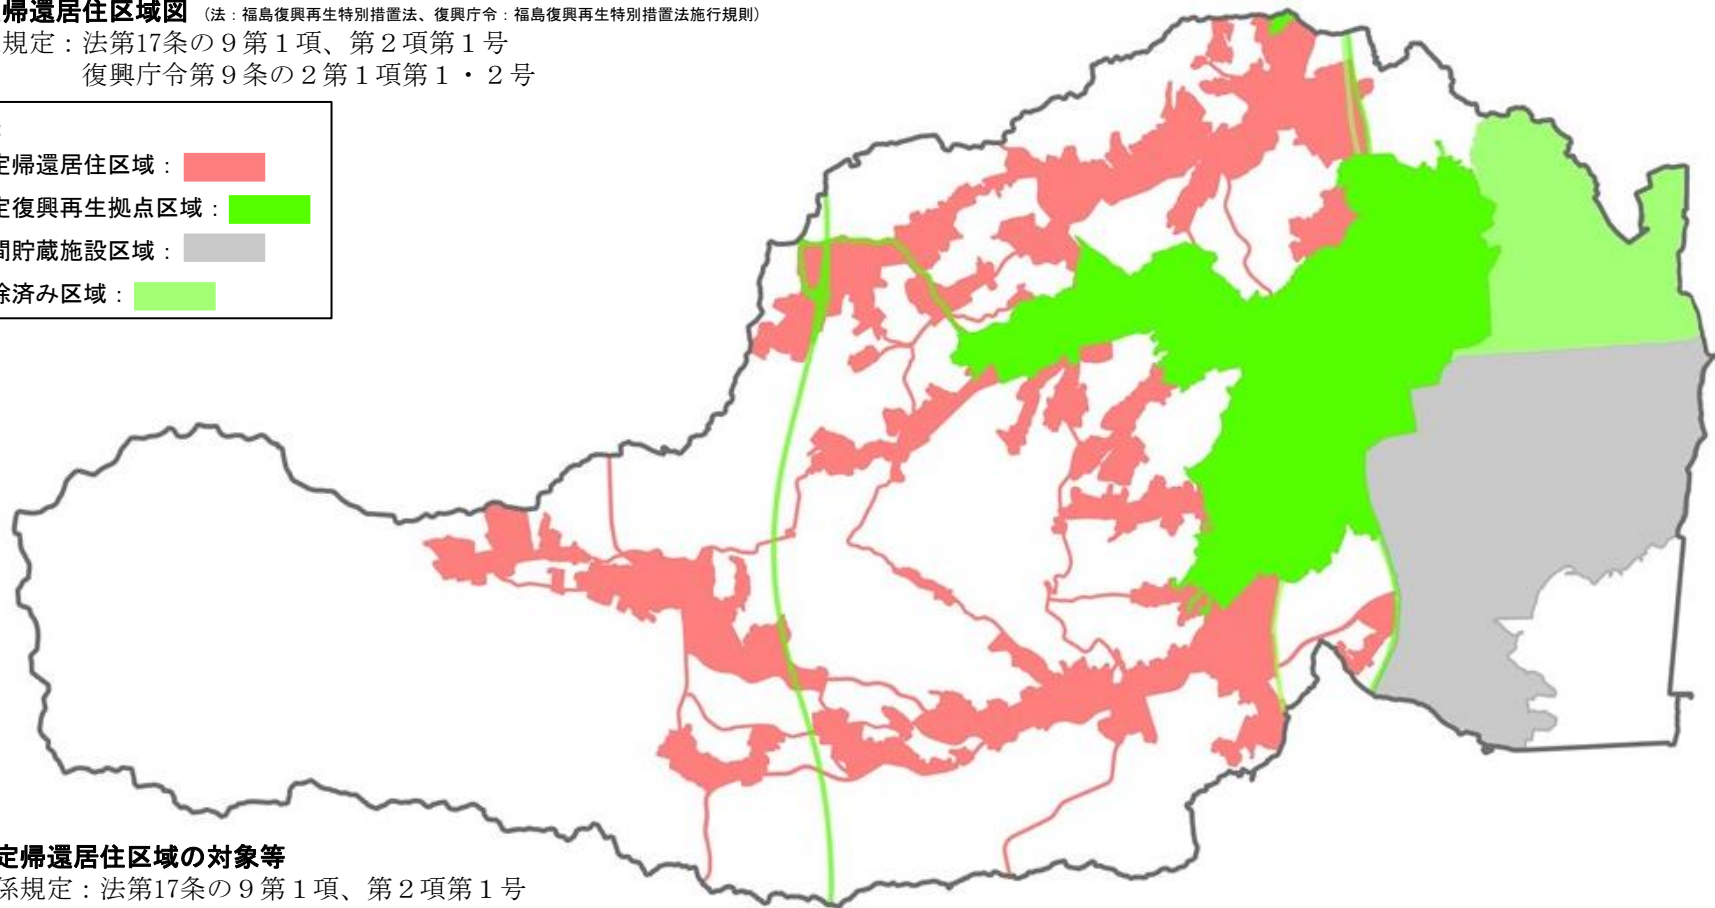 帰還居住区域図 (法：福島復興再生特別措置法、復興庁令：福島復興再生特別措置法施行規則)
規定：法第17条の９第１項、第２項第１号
復興庁令第９条の２第１項第１・２号
：
定帰還居住区域：
定復興再生拠点区域：
間貯蔵施設区域：
除済み区域：
定帰還居住区域の対象等
係規定：法第17条の９第１項、第２項第１号